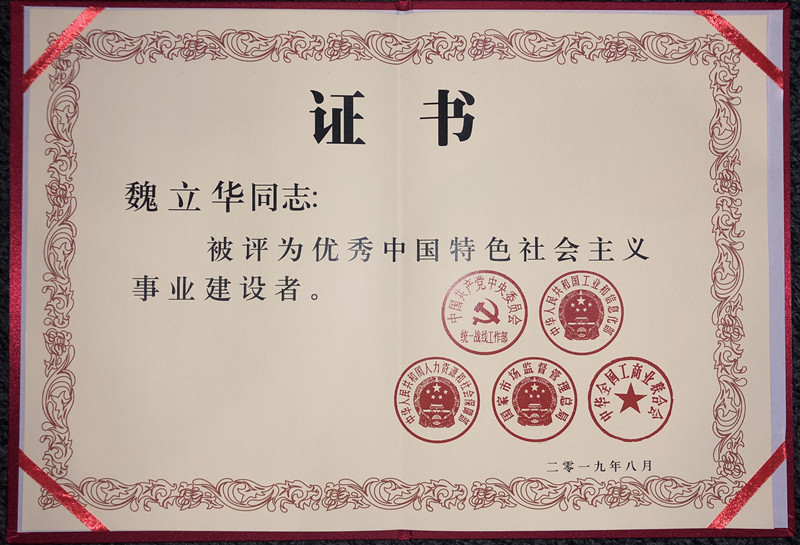 证书
魏立华同志:
被评为优秀中国特色社会主义
事业建设者。
中国共产党中央委员会
统一战线工作部
中华人民共和国工业和信息化部
中华人民共和国人力资源和社会保障部
国家市场监督管理总局
中华全国工商业联合会
二零一九年八月